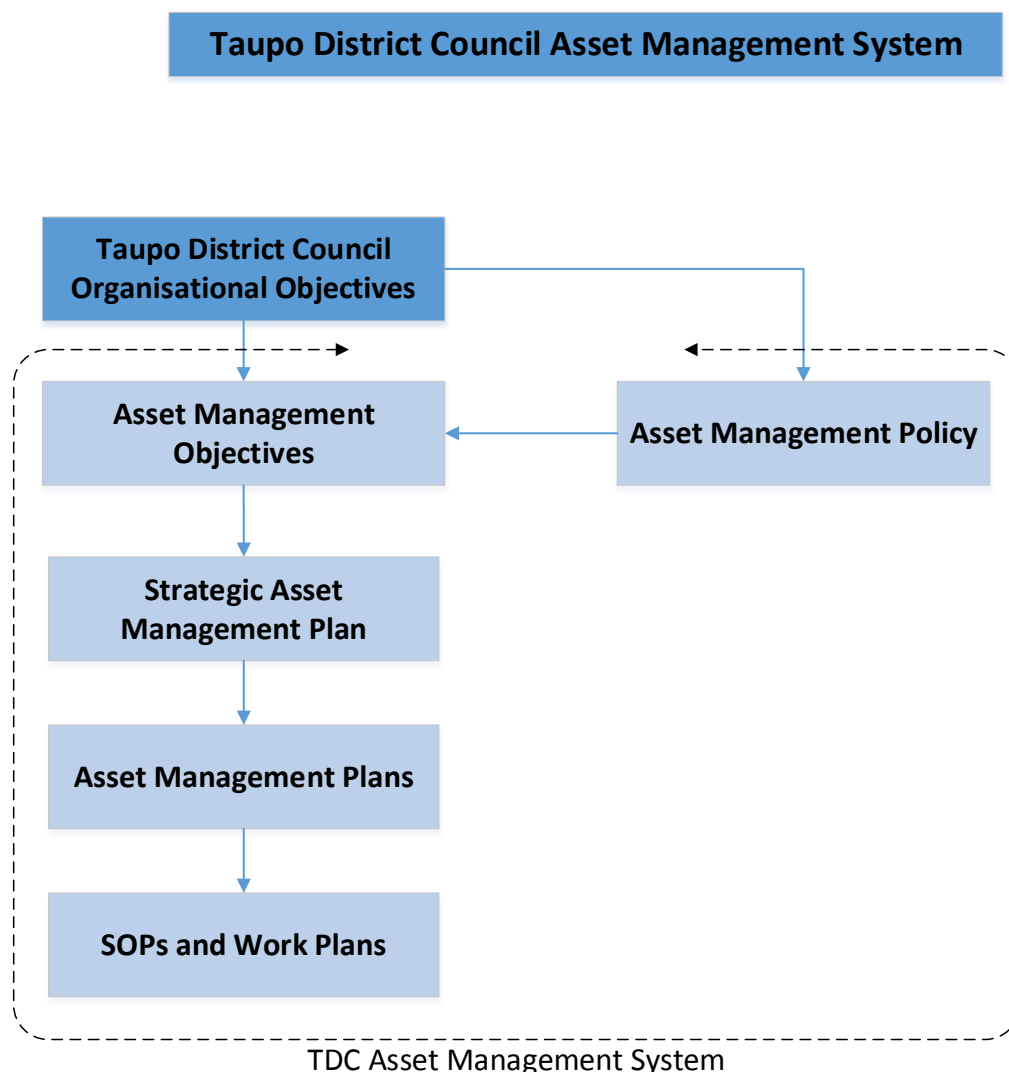 Taupo District Council Asset Management System
Taupo District Council
Organisational Objectives
Asset Management
Objectives
Asset Management Policy
Strategic Asset
Management Plan
Asset Management Plans
SOPs and Work Plans
TDC Asset Management System